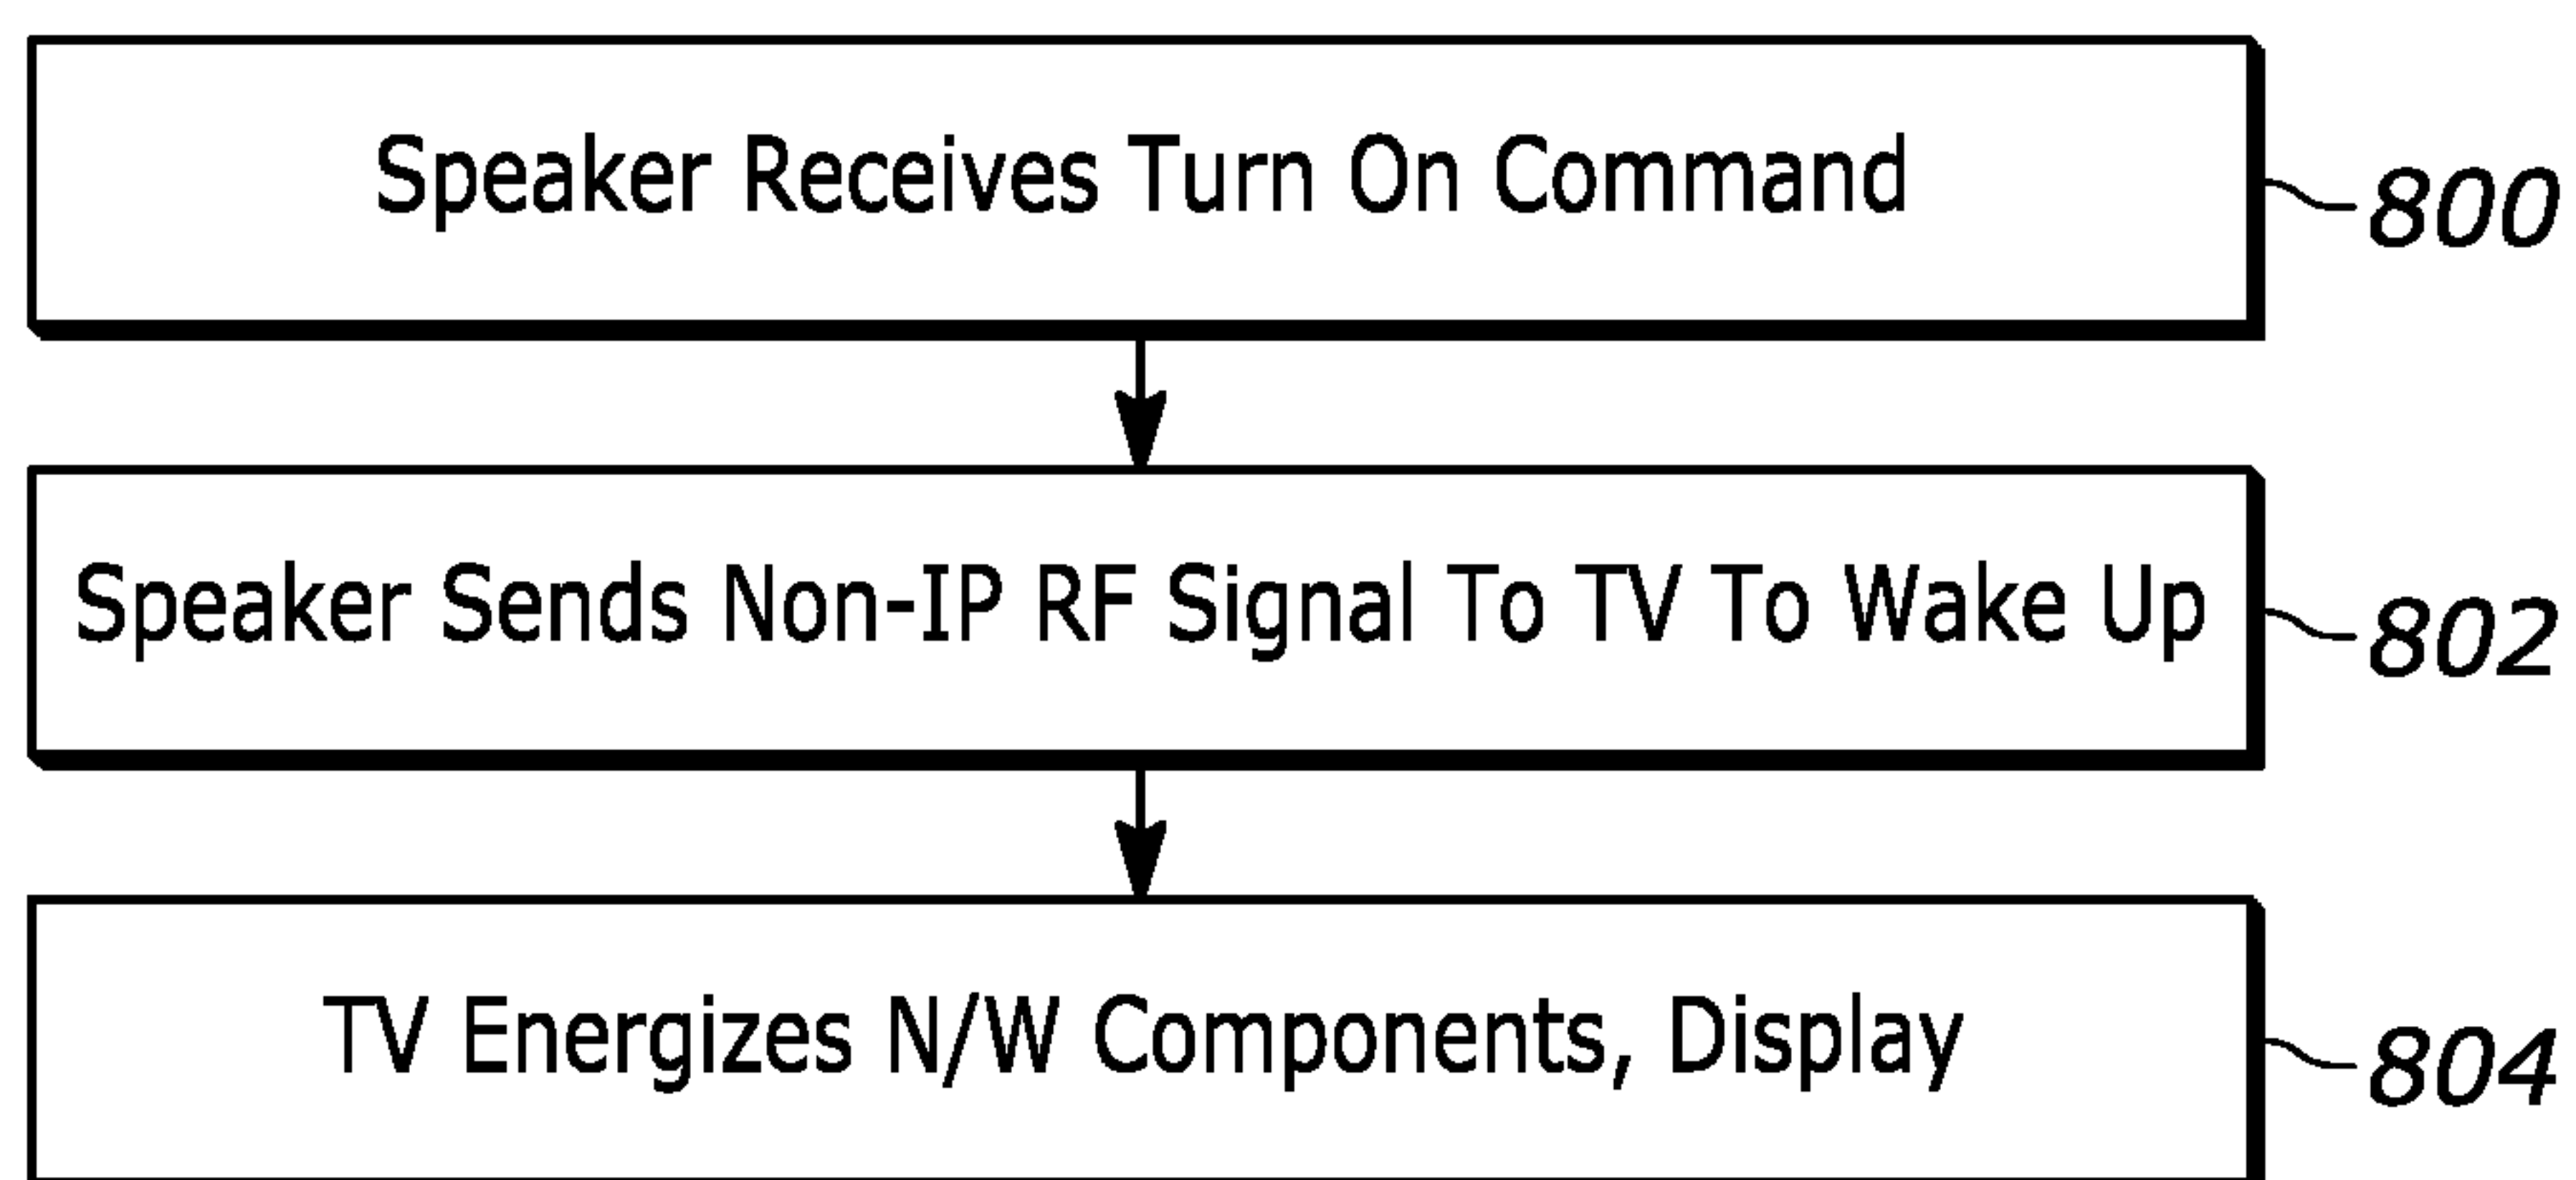 Speaker Receives Turn On Command
800
Speaker Sends Non-IP RF Signal To TV To Wake Up
802
TV Energizes N/W Components, Display
804